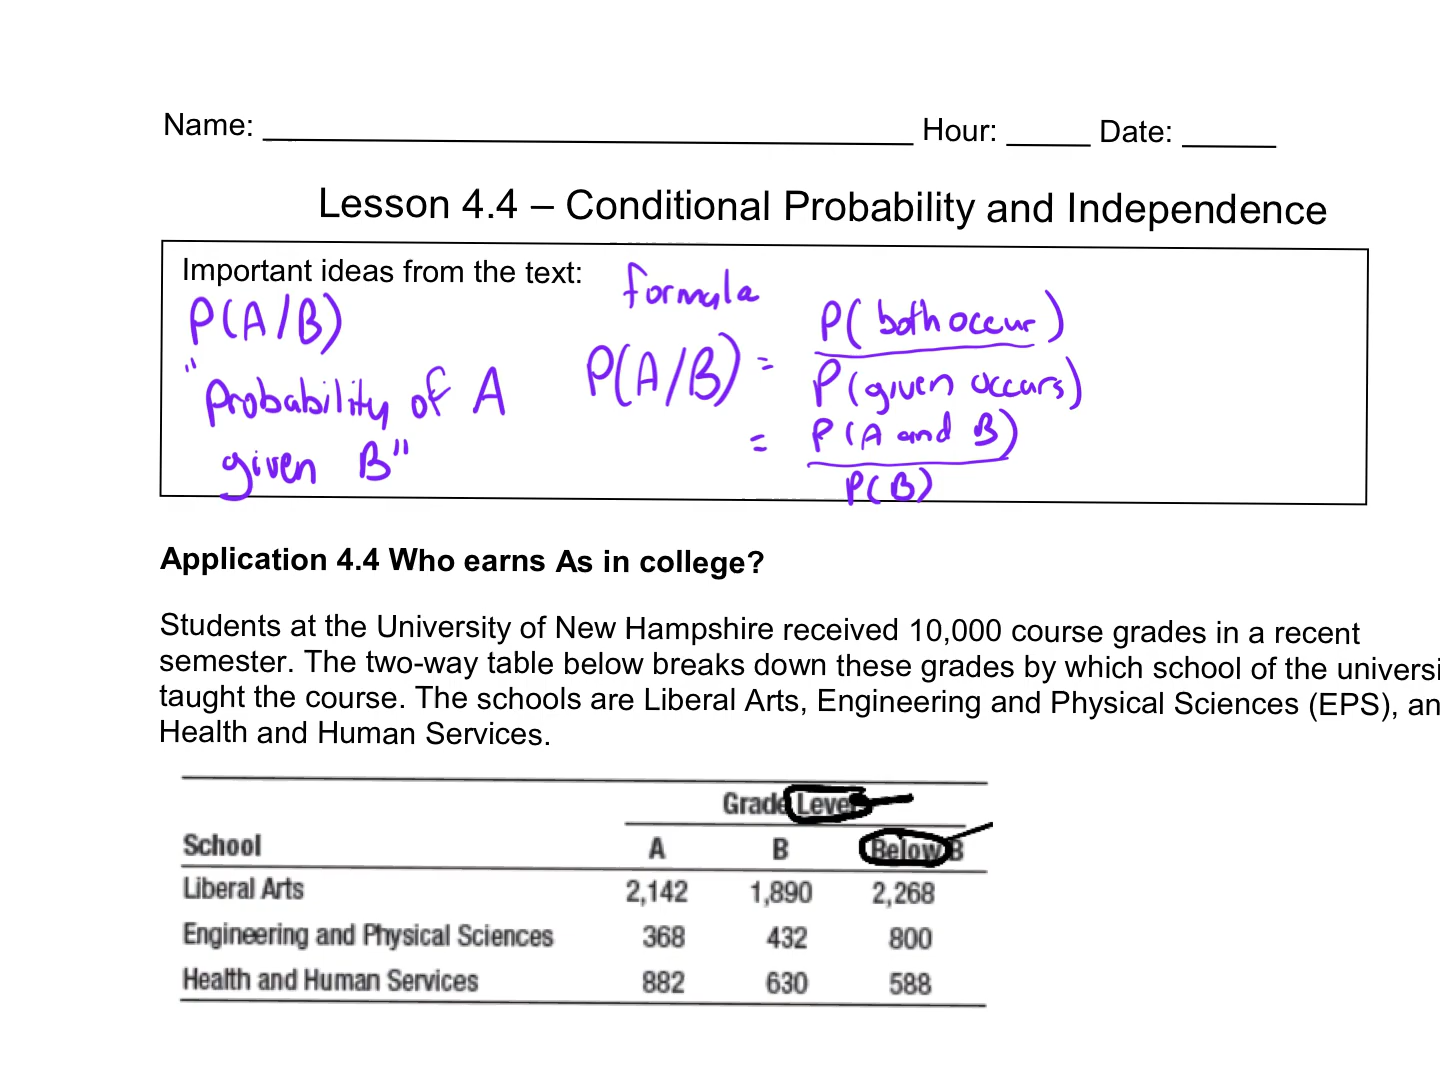 Name: ____ Hour: ____ Date: ____
Lesson 4.4 – Conditional Probability and Independence
Important ideas from the text:
formula
P(A/B)
"Probability of A
given B"
P(A/B) = P(both occur)
P(given occurs)
= P(A and B)
P(B)
Application 4.4 Who earns As in college?
Students at the University of New Hampshire received 10,000 course grades in a recent
semester. The two-way table below breaks down these grades by which school of the universi
taught the course. The schools are Liberal Arts, Engineering and Physical Sciences (EPS), an
Health and Human Services.
Grade Level
School A B Below B
Liberal Arts 2,142 1,890 2,268
Engineering and Physical Sciences 368 432 800
Health and Human Services 882 630 588